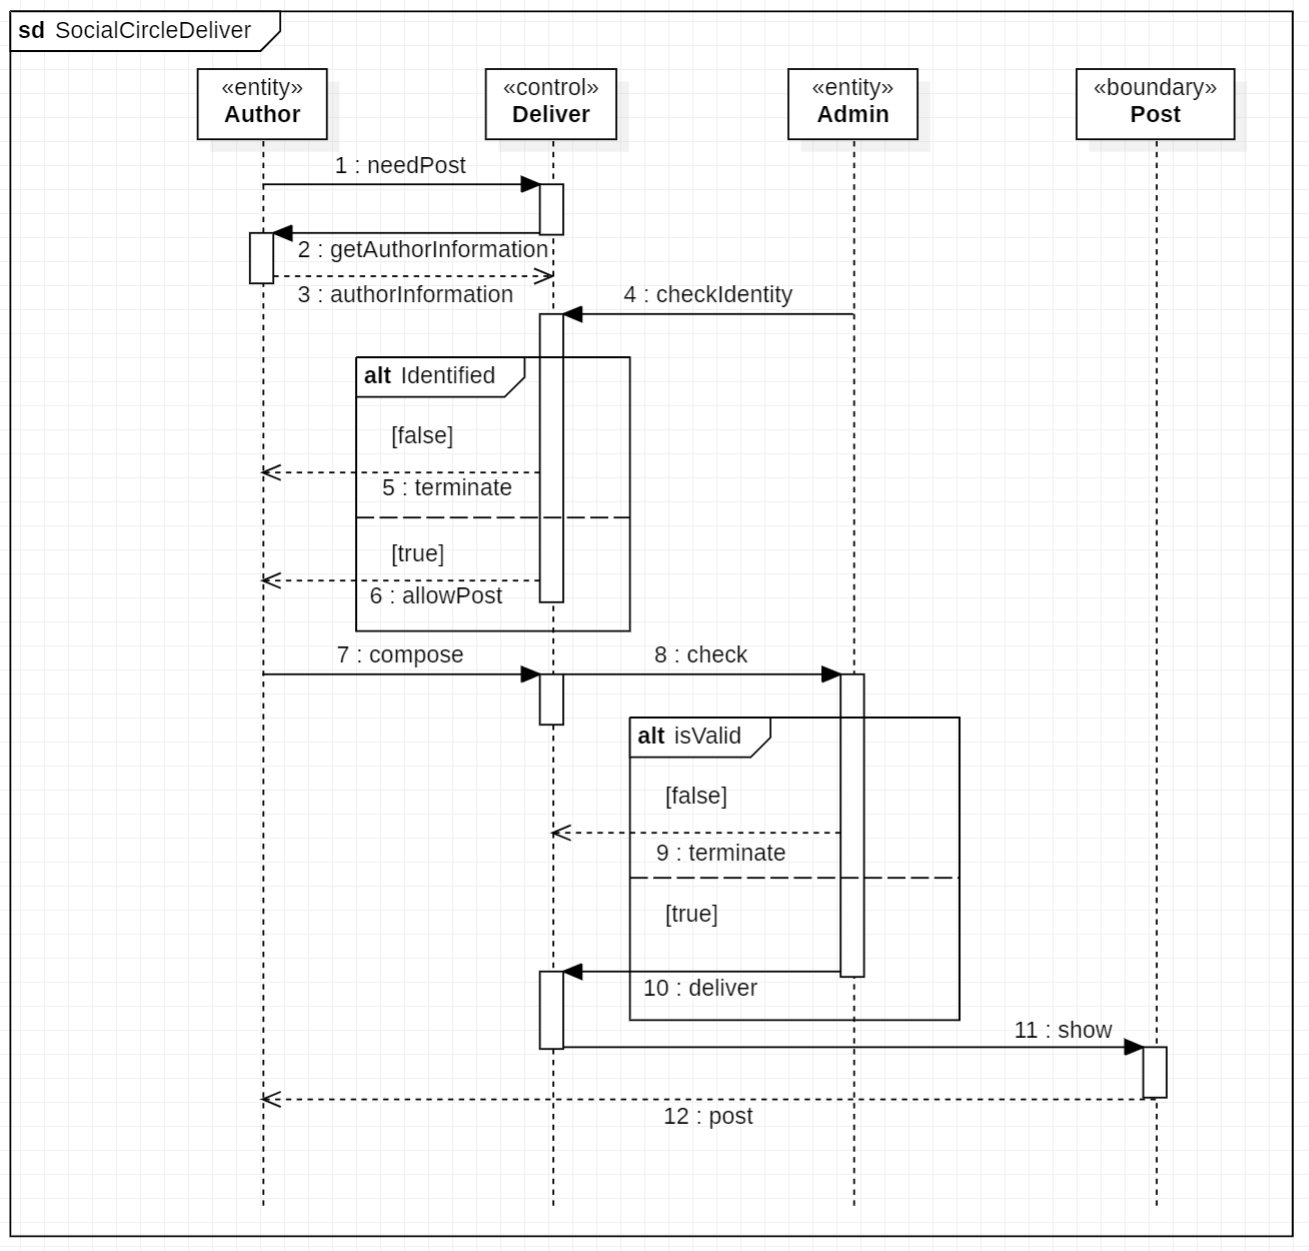 sd SocialCircleDeliver
«entity»
Author
«control»
Deliver
«entity»
Admin
«boundary»
Post
1 : needPost
2 : getAuthorInformation
3 : authorInformation
4 : checkIdentity
alt Identified
[false]
5 : terminate
[true]
6 : allowPost
7 : compose
8 : check
alt isValid
[false]
9 : terminate
[true]
10 : deliver
11 : show
12 : post